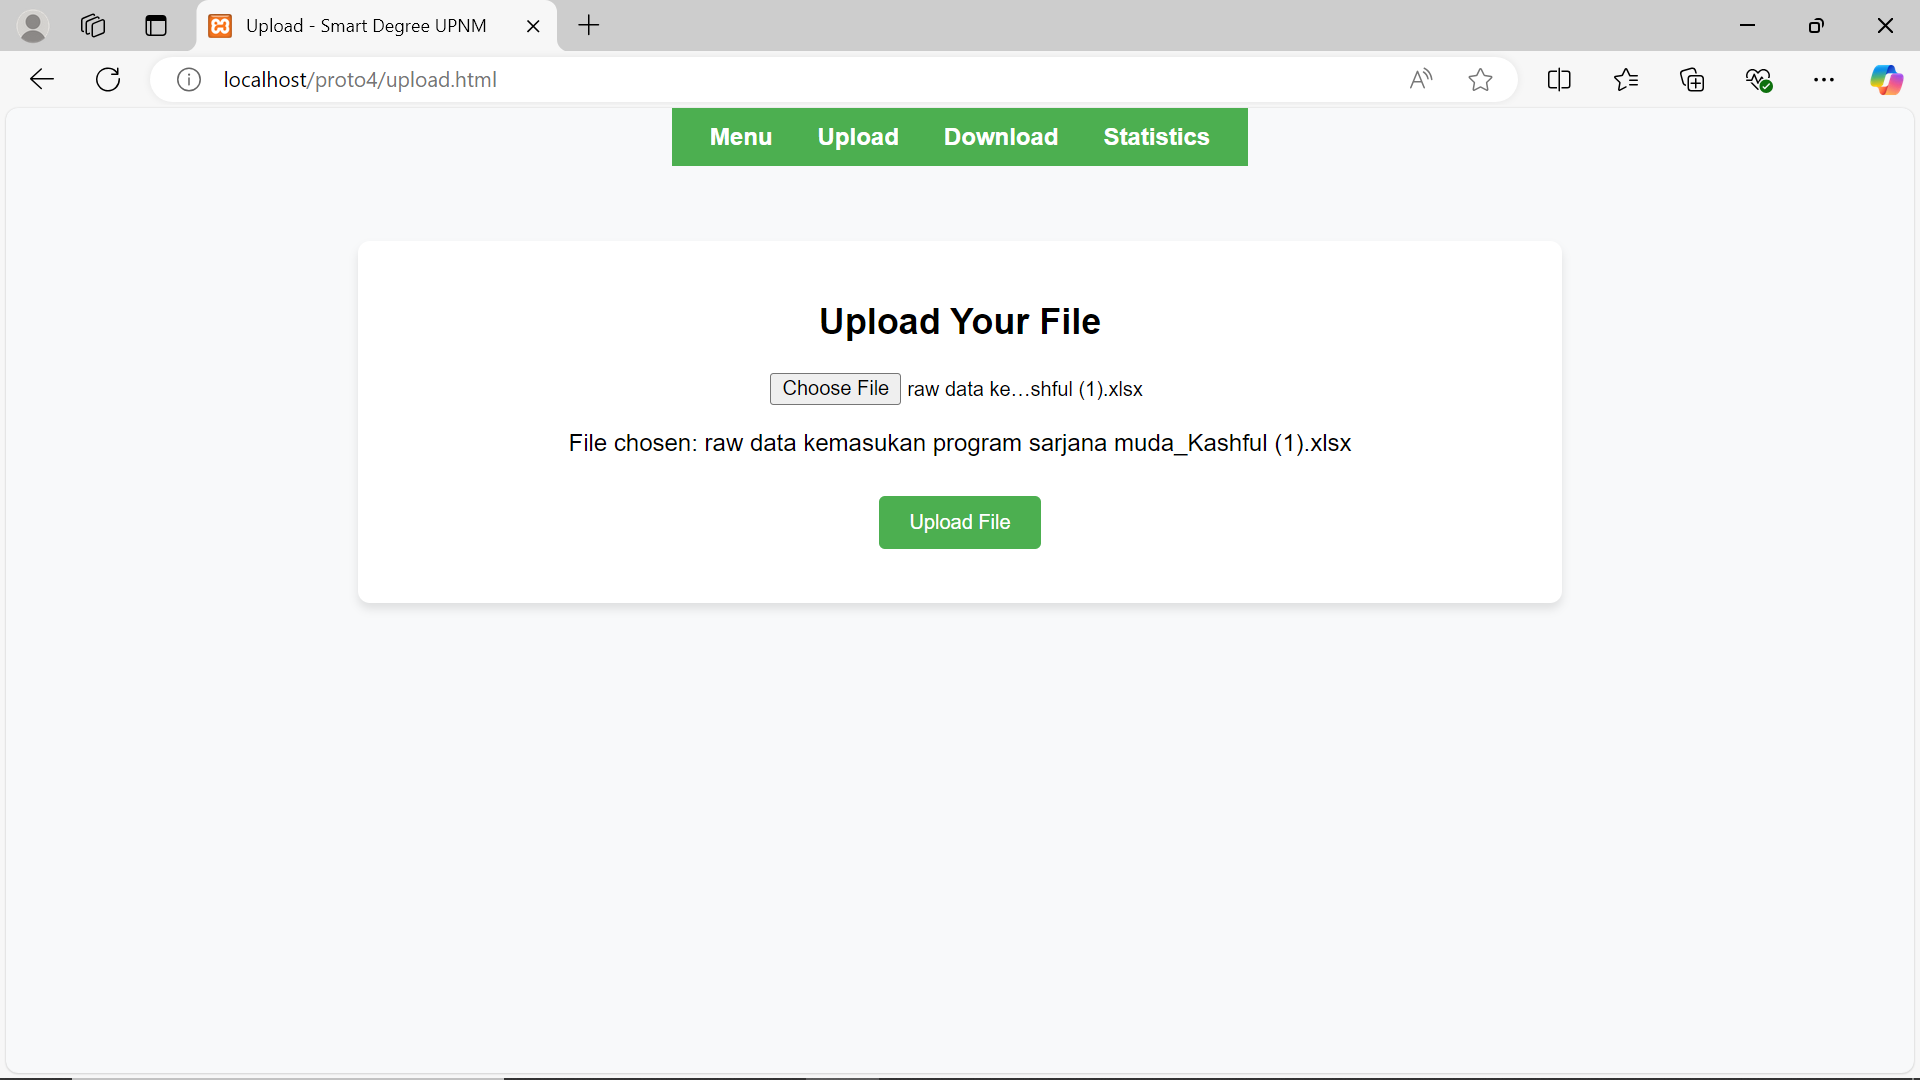 Upload - Smart Degree UPNM
localhost/proto4/upload.html
Menu Upload Download Statistics
Upload Your File
Choose File raw data ke...shful (1).xlsx
File chosen: raw data kemasukan program sarjana muda_Kashful (1).xlsx
Upload File